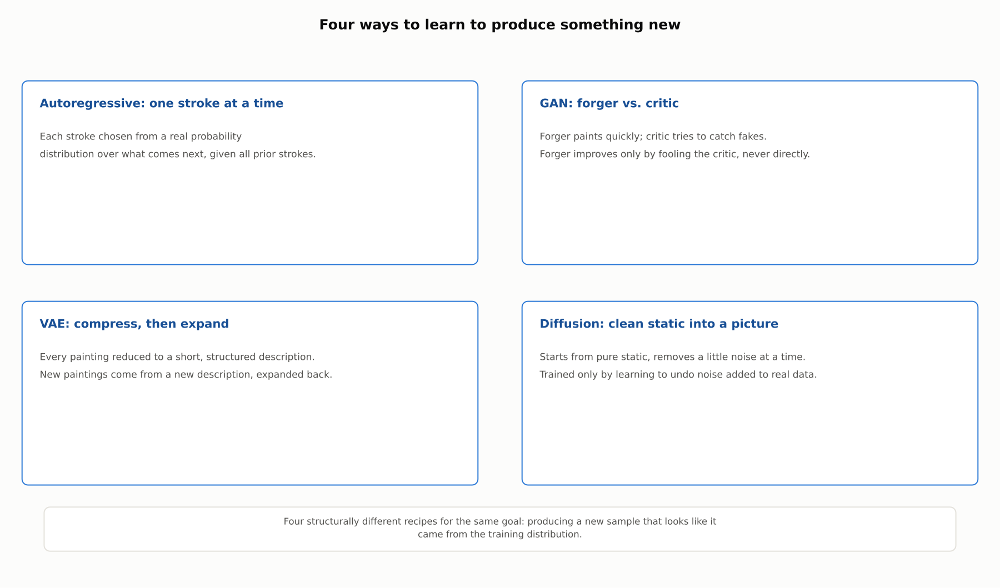 Four ways to learn to produce something new
Autoregressive: one stroke at a time
Each stroke chosen from a real probability
distribution over what comes next, given all prior strokes.
GAN: forger vs. critic
Forger paints quickly; critic tries to catch fakes.
Forger improves only by fooling the critic, never directly.
VAE: compress, then expand
Every painting reduced to a short, structured description.
New paintings come from a new description, expanded back.
Diffusion: clean static into a picture
Starts from pure static, removes a little noise at a time.
Trained only by learning to undo noise added to real data.
Four structurally different recipes for the same goal: producing a new sample that looks like it
came from the training distribution.